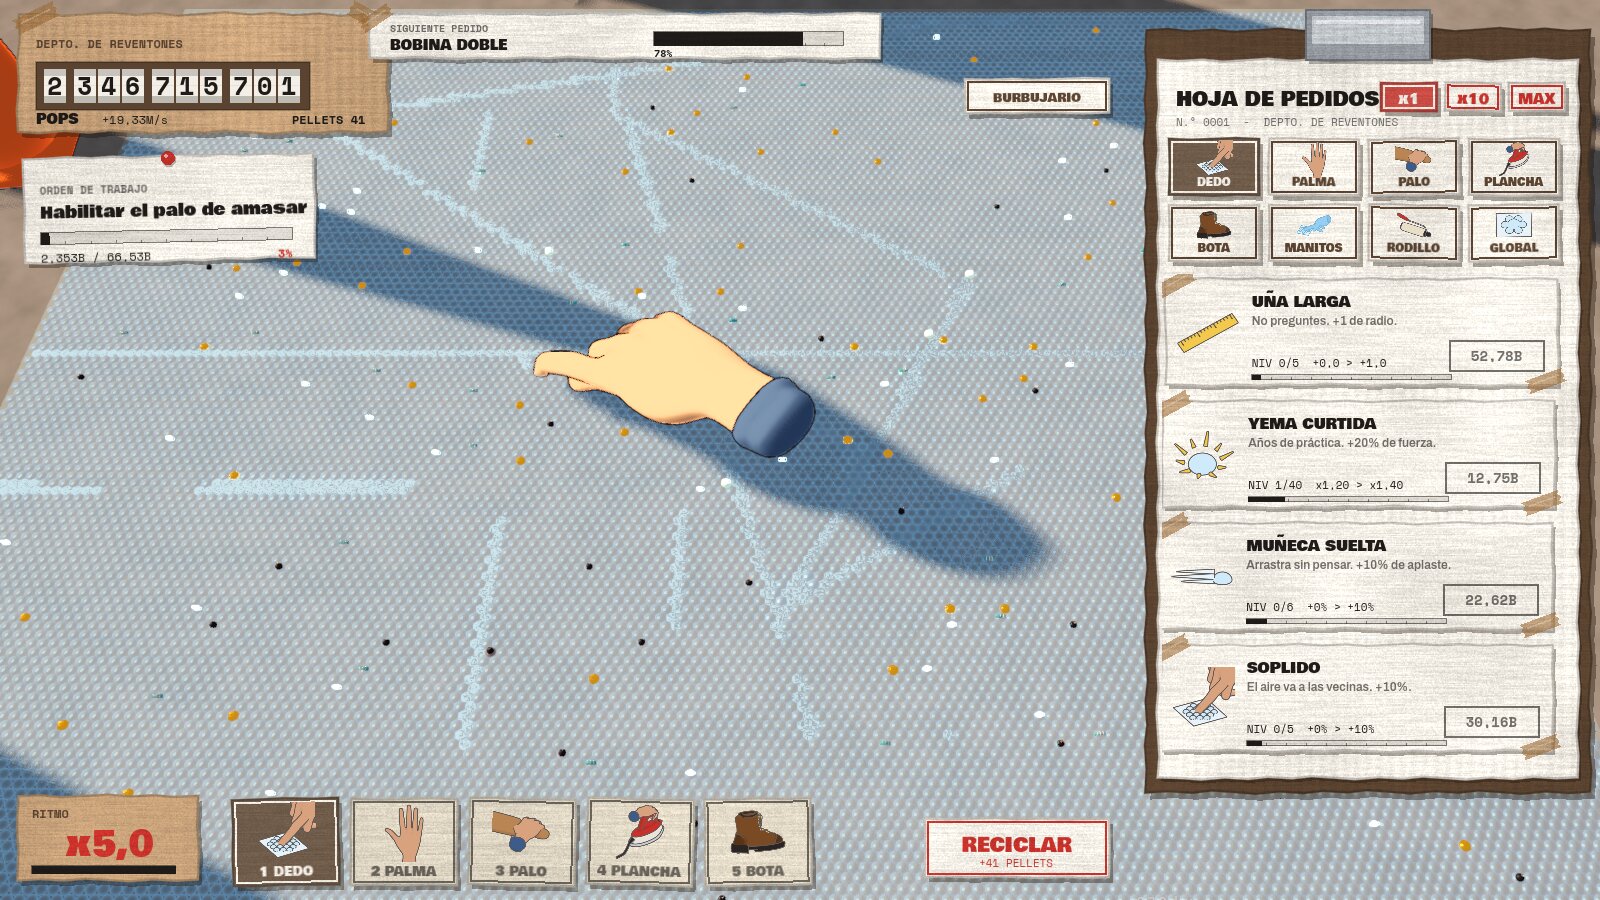 DEPTO. DE REVENTONES
2 346 715 701
POPS +19,33M/s PELLETS 41
SIGUIENTE PEDIDO
BOBINA DOBLE
78%
ORDEN DE TRABAJO
Habilitar el palo de amasar
2,353B / 66,53B 3%
BURBUJARIO
HOJA DE PEDIDOS x1 x10 MAX
N.° 0001 - DEPTO. DE REVENTONES
DEDO PALMA PALO PLANCHA
BOTA MANITOS RODILLO GLOBAL
UÑA LARGA
No preguntes. +1 de radio.
NIV 0/5 +0,0 > +1,0
52,78B
YEMA CURTIDA
Años de práctica. +20% de fuerza.
NIV 1/40 x1,20 > x1,40
12,75B
MUÑECA SUELTA
Arrastra sin pensar. +10% de aplaste.
NIV 0/6 +0% > +10%
22,62B
SOPLIDO
El aire va a las vecinas. +10%.
NIV 0/5 +0% > +10%
30,16B
RITMO
x5,0
1 DEDO 2 PALMA 3 PALO 4 PLANCHA 5 BOTA
RECICLAR
+41 PELLETS